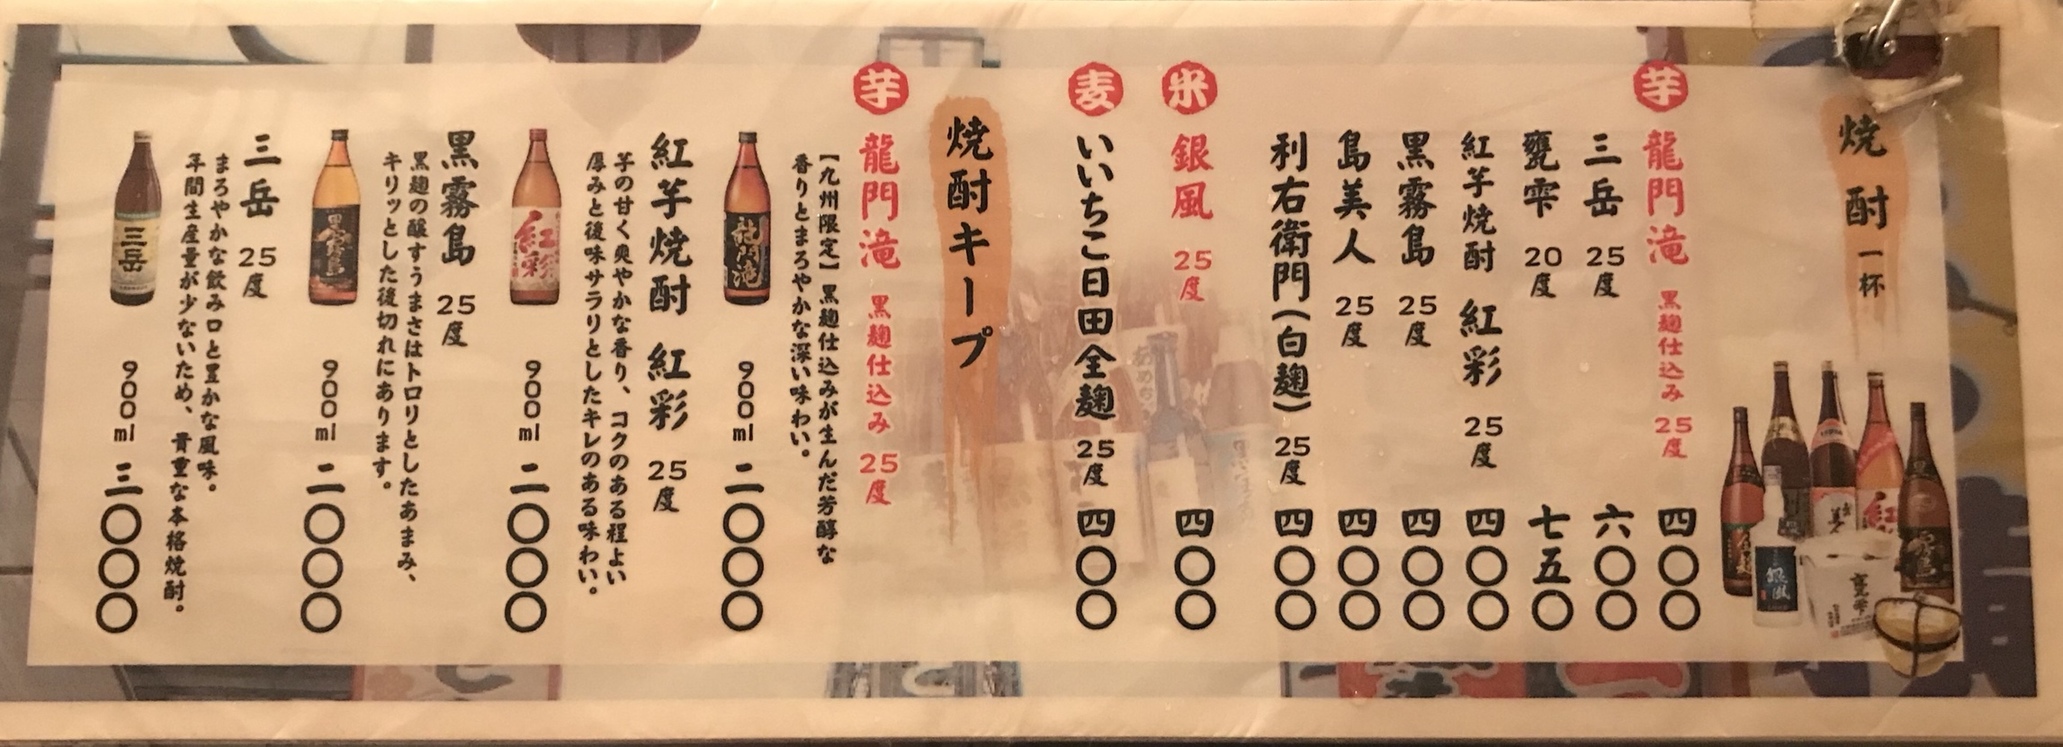 焼酎 一杯
芋 龍門滝 黒麹仕込み 25度 四〇〇
三岳 25度 六〇〇
甕雫 20度 七五〇
紅芋焼酎 紅彩 25度 四〇〇
黒霧島 25度 四〇〇
島美人 25度 四〇〇
利右衛門(白麹) 25度 四〇〇
米 銀風 25度 四〇〇
麦 いいちこ日田全麹 25度 四〇〇
焼酎キープ
芋 龍門滝 黒麹仕込み 25度
【九州限定】黒麹仕込みが生んだ芳醇な
香りとまろやかな深い味わい。
龍門滝
900ml 二〇〇〇
紅芋焼酎 紅彩 25度
芋の甘く爽やかな香り、コクのある程よい
厚みと後味サラリとしたキレのある味わい。
紅彩
900ml 二〇〇〇
黒霧島 25度
黒麹の醸すうまさはトロリとしたあまみ、
キリッとした後切れにあります。
黒霧島
900ml 二〇〇〇
三岳 25度
まろやかな飲み口と豊かな風味。
年間生産量が少ないため、貴重な本格焼酎。
三岳
900ml 三〇〇〇
銀風
甕雫
紅